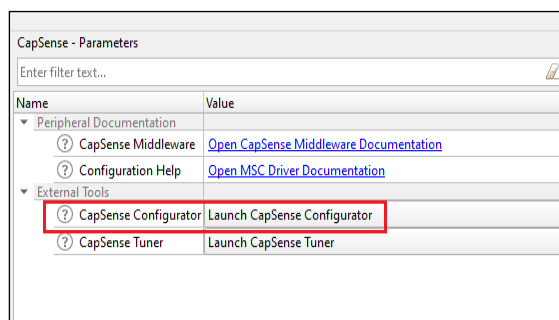 CapSense - Parameters
Enter filter text...
Name Value
Peripheral Documentation
? CapSense Middleware Open CapSense Middleware Documentation
? Configuration Help Open MSC Driver Documentation
External Tools
? CapSense Configurator Launch CapSense Configurator
? CapSense Tuner Launch CapSense Tuner